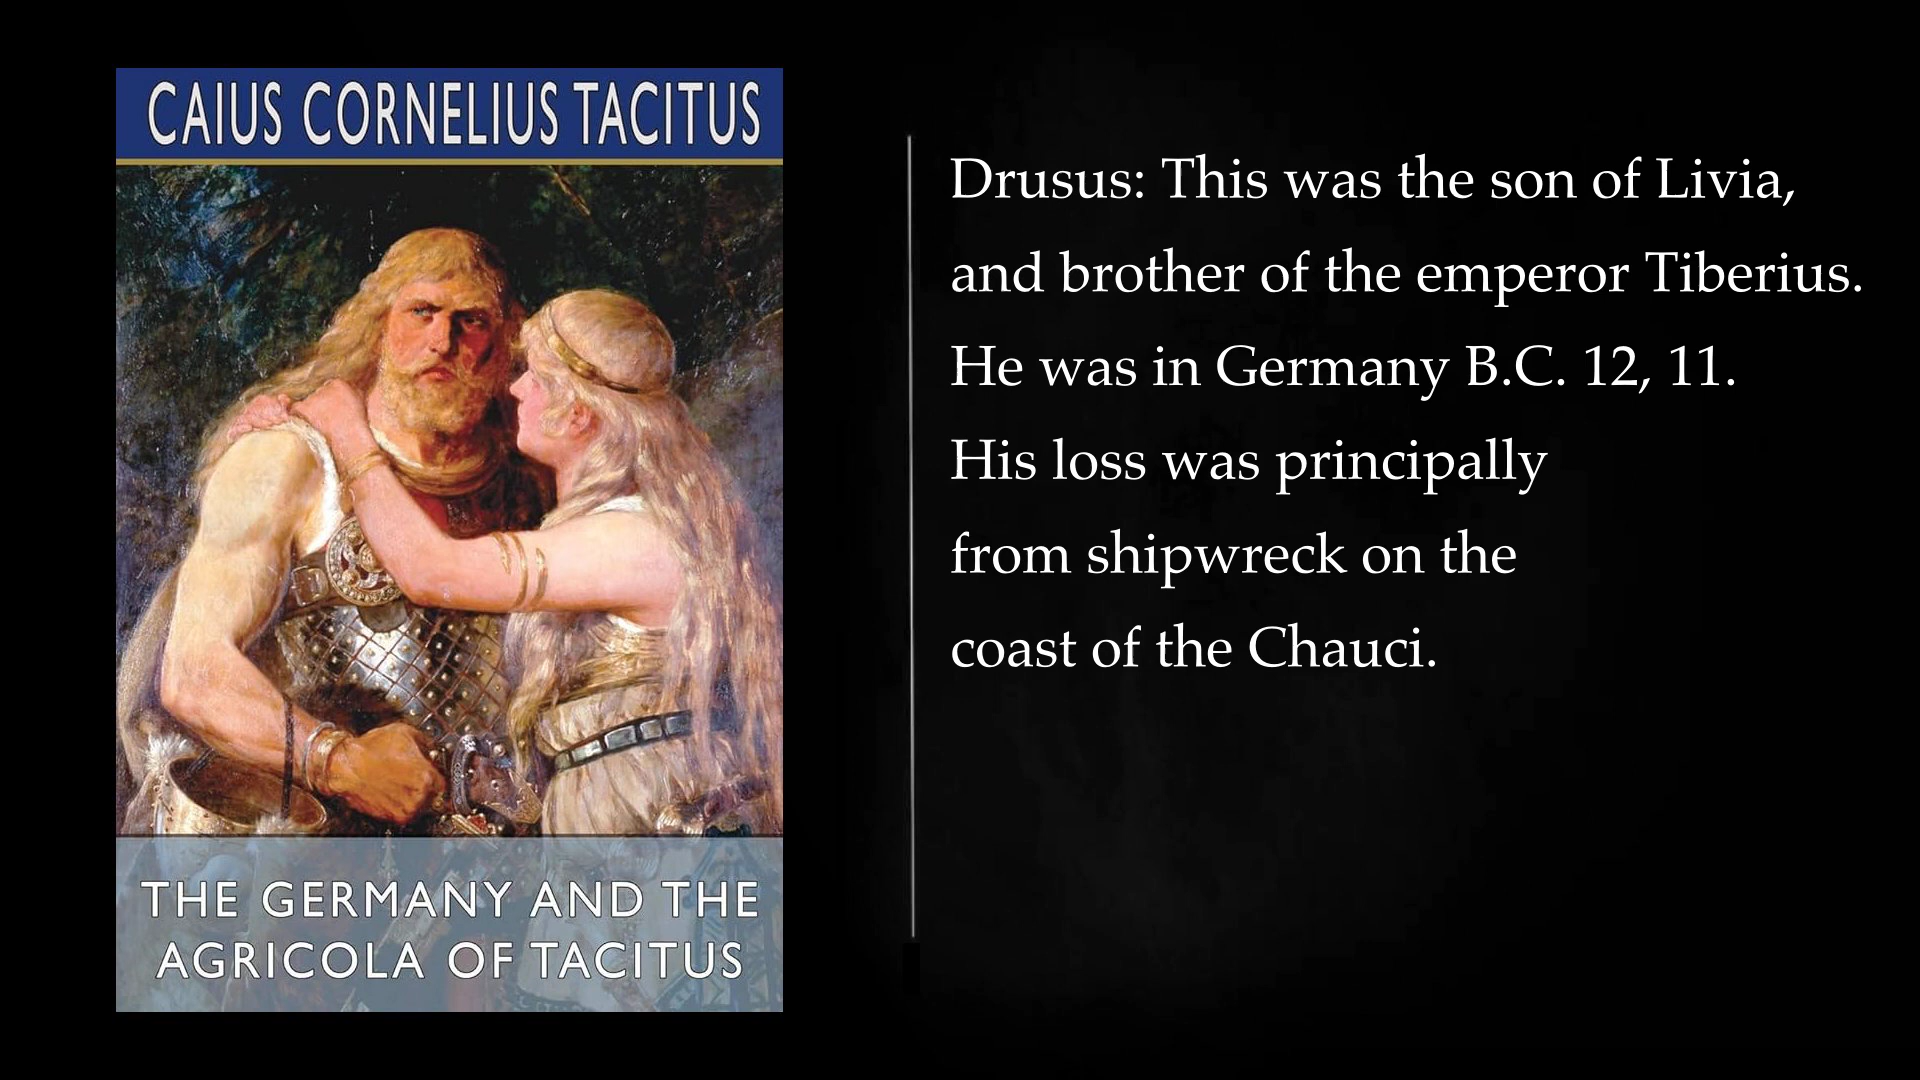 CAIUS CORNELIUS TACITUS
THE GERMANY AND THE
AGRICOLA OF TACITUS
Drusus: This was the son of Livia,
and brother of the emperor Tiberius.
He was in Germany B.C. 12, 11.
His loss was principally
from shipwreck on the
coast of the Chauci.